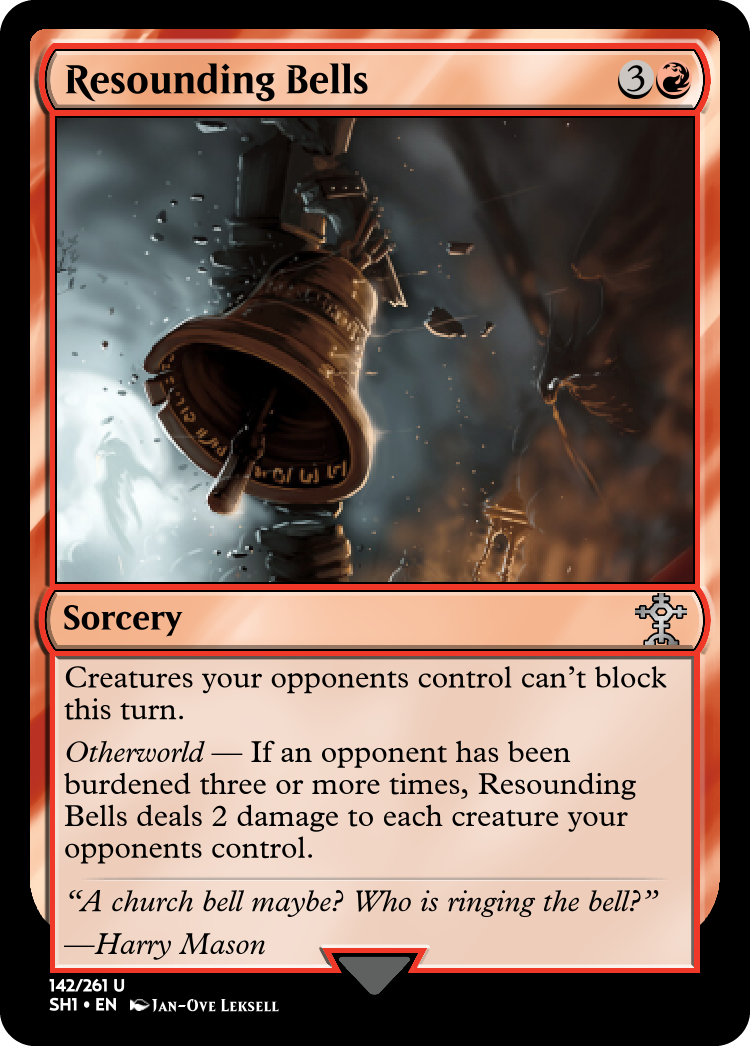 Resounding Bells
3
Sorcery
Creatures your opponents control can't block
this turn.
Otherworld — If an opponent has been
burdened three or more times, Resounding
Bells deals 2 damage to each creature your
opponents control.
“A church bell maybe? Who is ringing the bell?”
—Harry Mason
142/261 U
SH1 • EN Jan-Ove Leksell